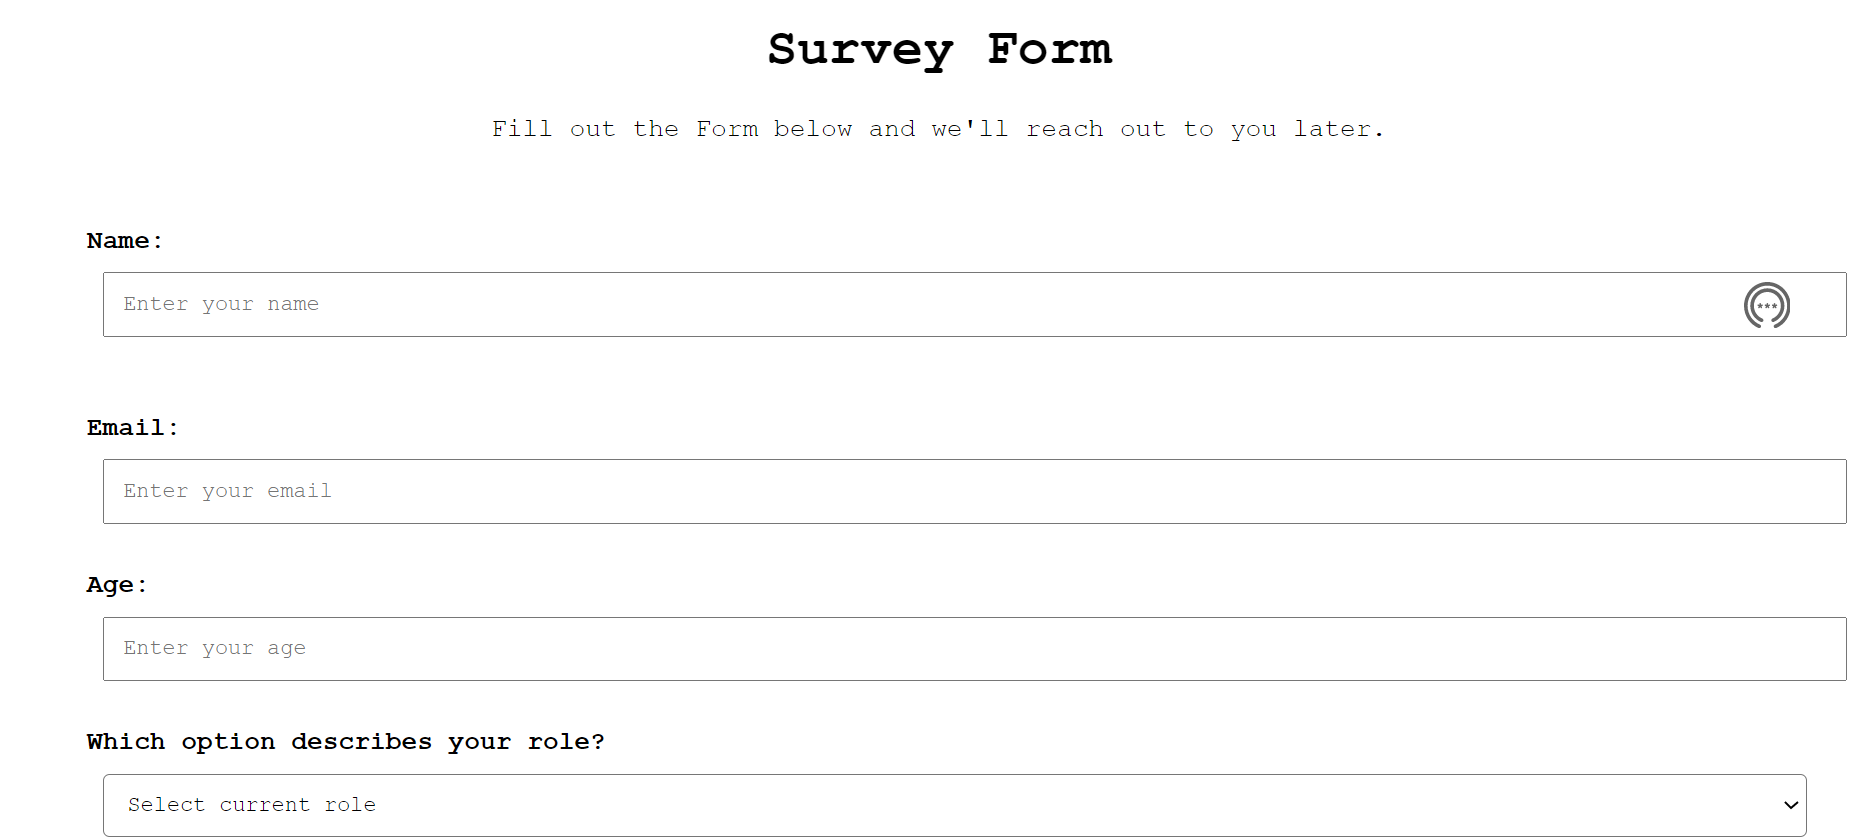 Survey Form
Fill out the Form below and we'll reach out to you later.
Name:
Enter your name
Email:
Enter your email
Age:
Enter your age
Which option describes your role?
Select current role